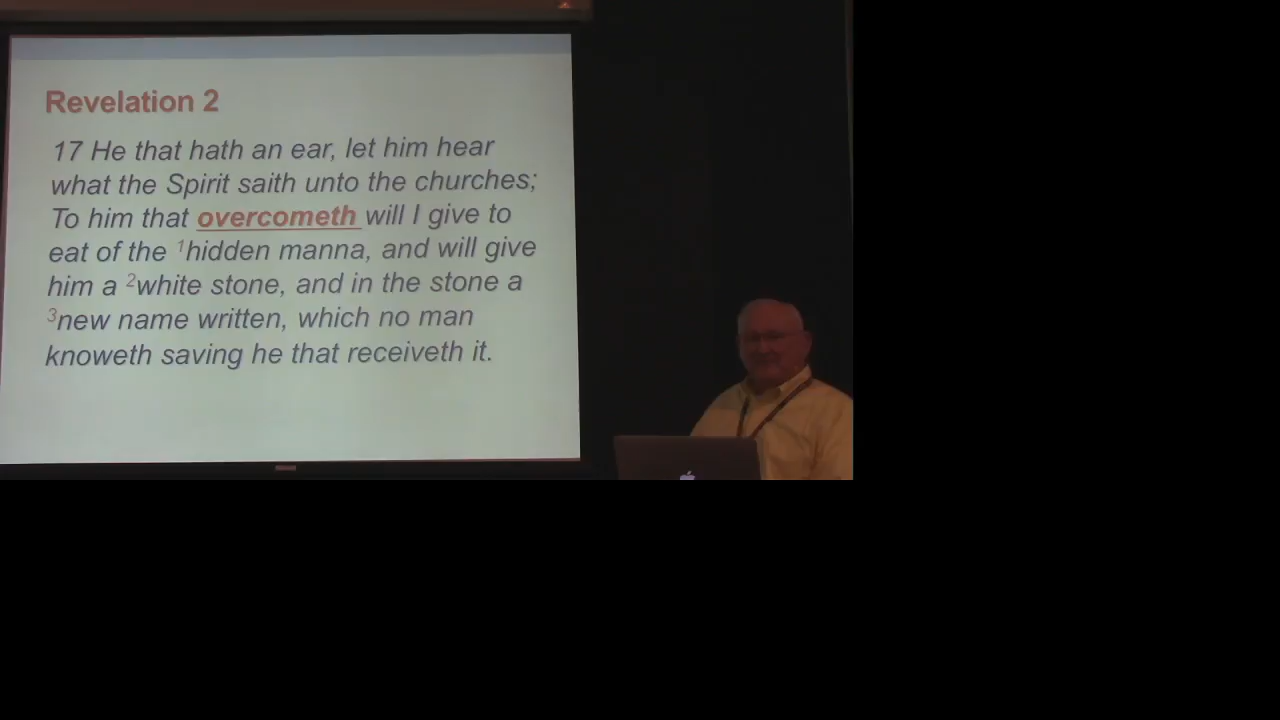 Revelation 2
17 He that hath an ear, let him hear
what the Spirit saith unto the churches;
To him that overcometh will I give to
eat of the ¹hidden manna, and will give
him a ²white stone, and in the stone a
³new name written, which no man
knoweth saving he that receiveth it.